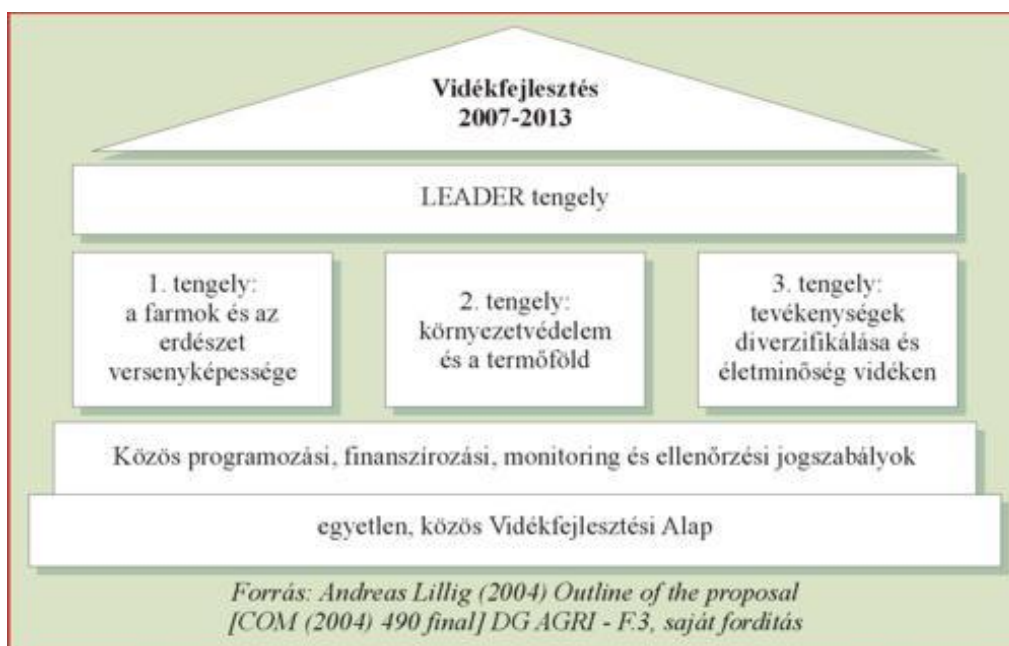 Vidékfejlesztés
2007-2013
LEADER tengely
1. tengely:
a farmok és az
erdészet
versenyképessége
2. tengely:
környezetvédelem
és a termőföld
3. tengely:
tevékenységek
diverzifikálása és
életminőség vidéken
Közös programozási, finanszírozási, monitoring és ellenőrzési jogszabályok
egyetlen, közös Vidékfejlesztési Alap
Forrás: Andreas Lillig (2004) Outline of the proposal
[COM (2004) 490 final] DG AGRI - F.3, saját fordítás